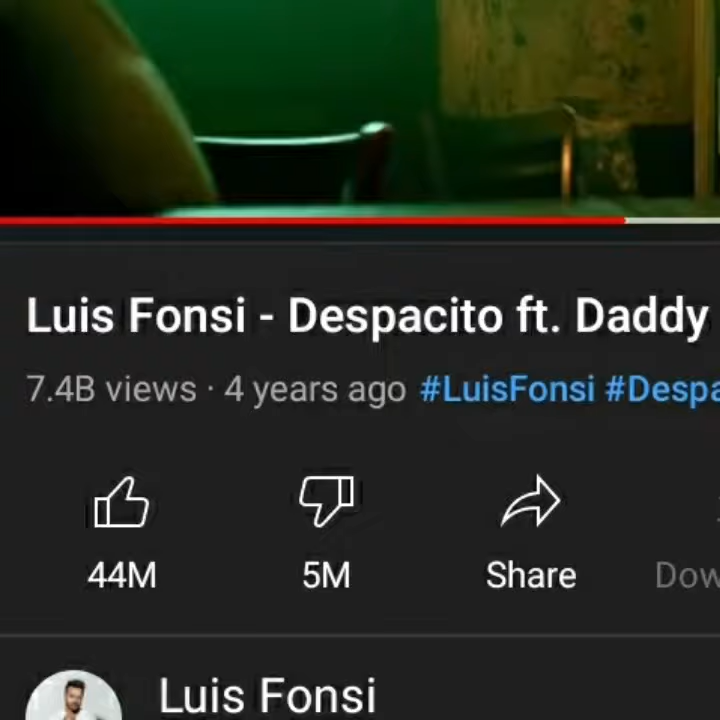 Luis Fonsi - Despacito ft. Daddy
7.4B views · 4 years ago #LuisFonsi #Despa
44M 5M Share Dow
Luis Fonsi